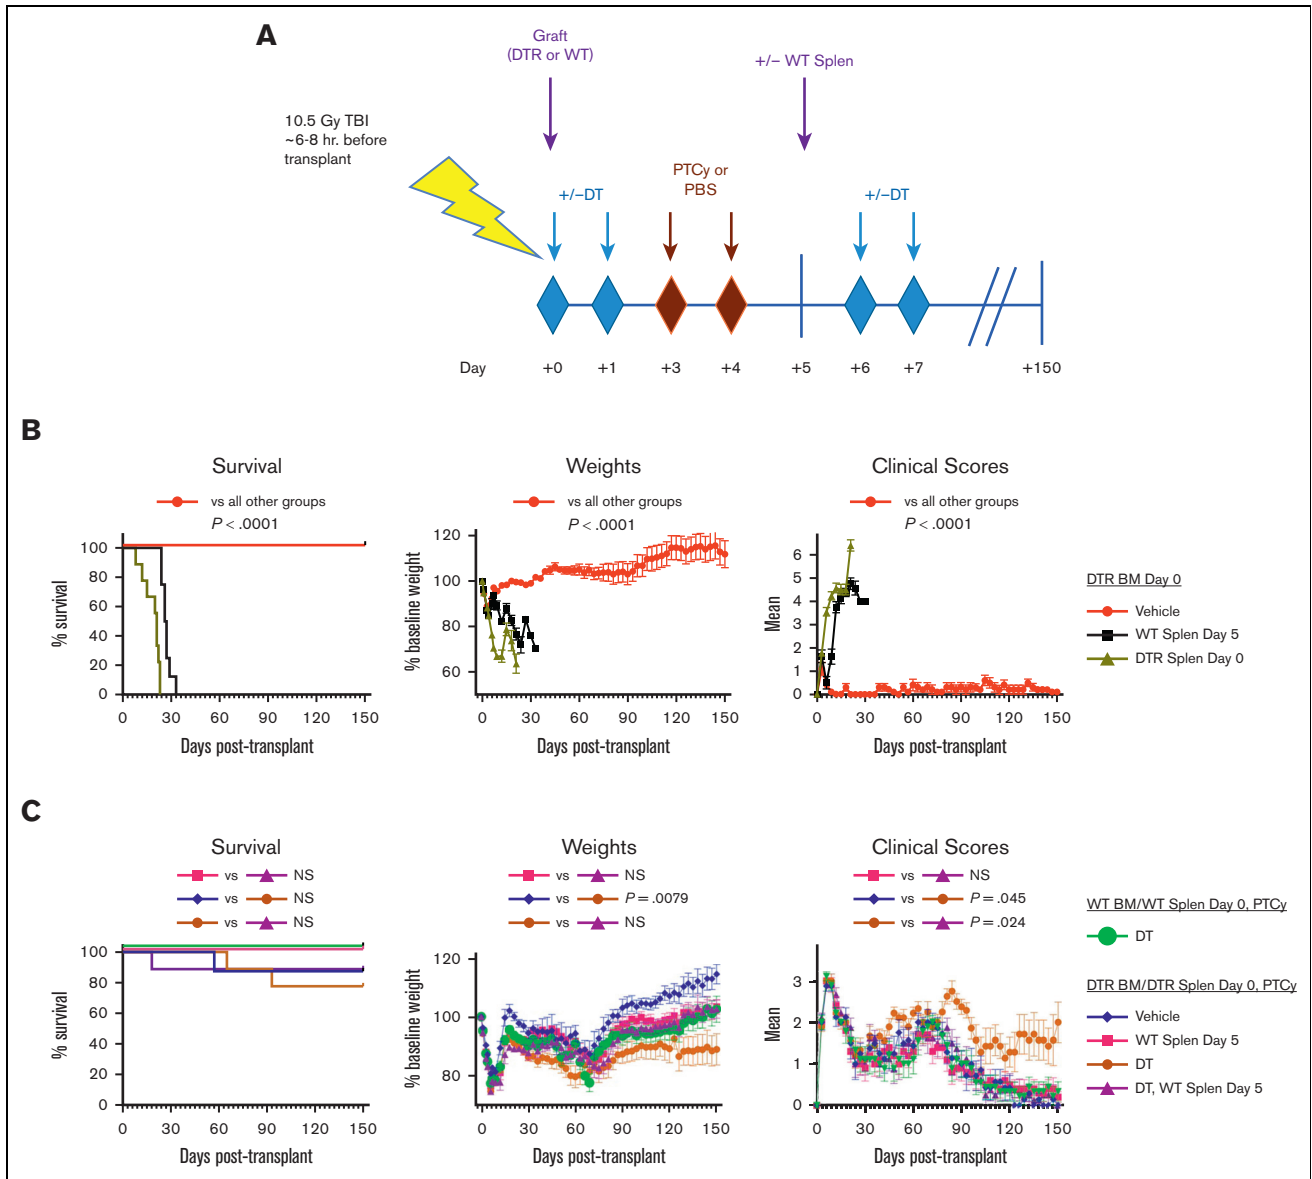 A
Graft
(DTR or WT)
+/– WT Splen
10.5 Gy TBI
~6-8 hr. before
transplant
PTCy or
PBS
+/–DT
+/–DT
Day +0 +1 +3 +4 +5 +6 +7 +150
B
Survival
vs all other groups
P < .0001
% survival
100
80
60
40
20
0
0 30 60 90 120 150
Days post-transplant
Weights
vs all other groups
P < .0001
% baseline weight
120
100
80
60
0 30 60 90 120 150
Days post-transplant
Clinical Scores
vs all other groups
P < .0001
Mean
6
5
4
3
2
1
0
0 30 60 90 120 150
Days post-transplant
DTR BM Day 0
Vehicle
WT Splen Day 5
DTR Splen Day 0
C
Survival
vs NS
vs NS
vs NS
% survival
100
80
60
40
20
0
0 30 60 90 120 150
Days post-transplant
Weights
vs NS
vs P = .0079
vs NS
% baseline weight
120
100
80
0 30 60 90 120 150
Days post-transplant
Clinical Scores
vs NS
vs P = .045
vs P = .024
Mean
3
2
1
0
0 30 60 90 120 150
Days post-transplant
WT BM/WT Splen Day 0, PTCy
DT
DTR BM/DTR Splen Day 0, PTCy
Vehicle
WT Splen Day 5
DT
DT, WT Splen Day 5